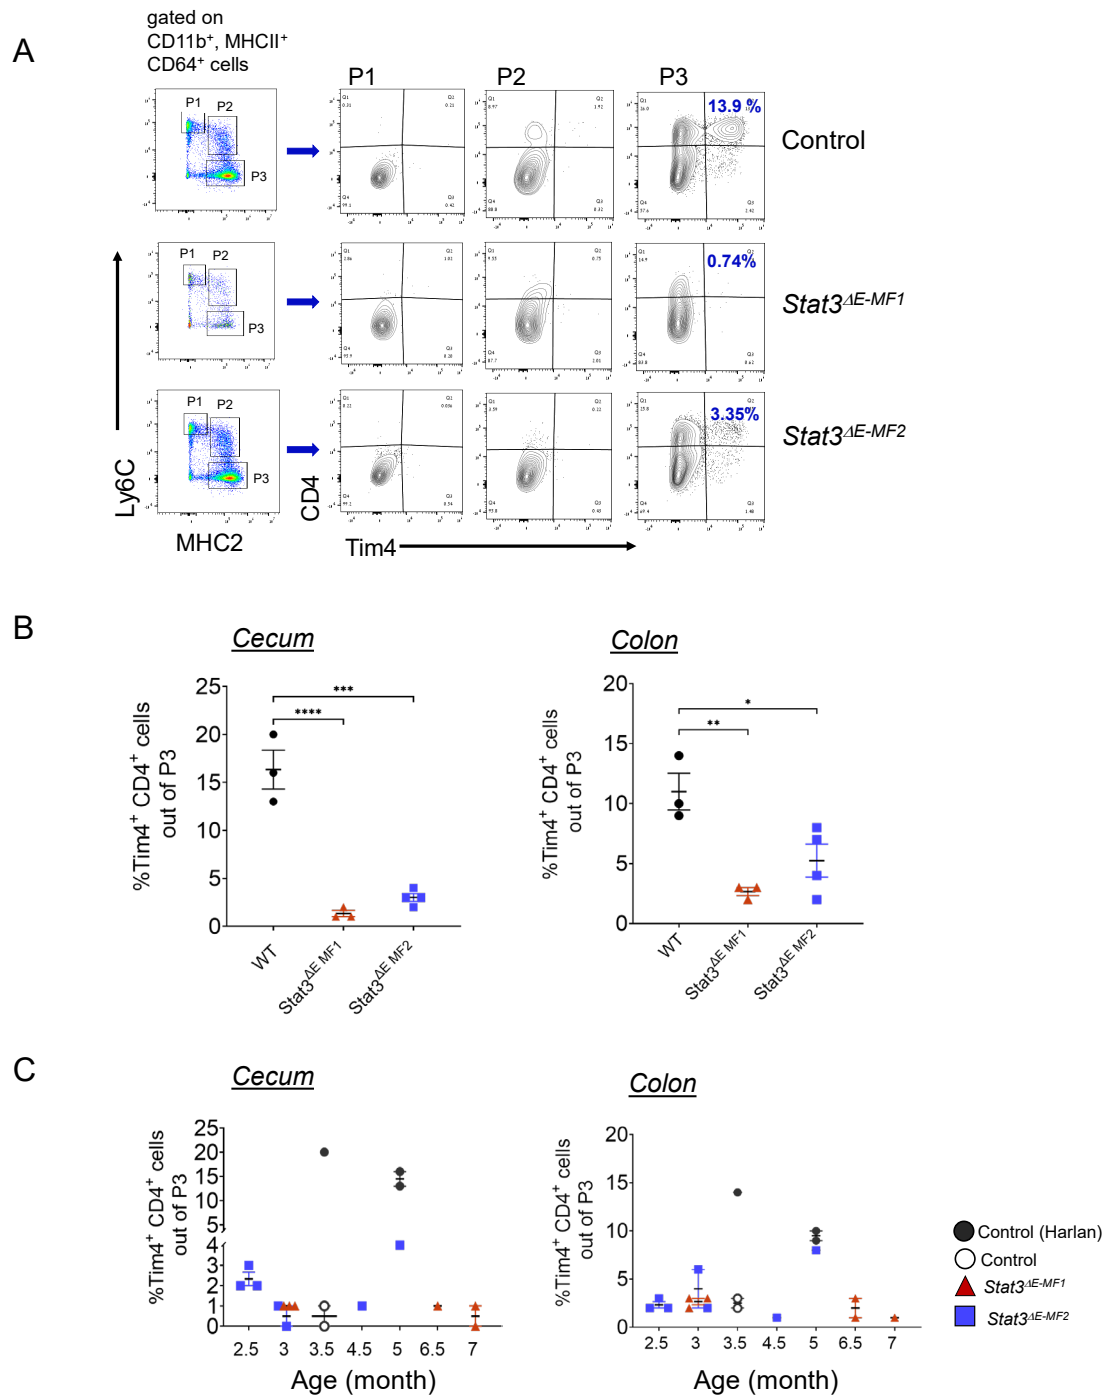 A
gated on
CD11b⁺, MHCII⁺
CD64⁺ cells
P1
P2
P3
P1
P2
P3
13.9 %
Control
P1
P2
P3
0.74%
Stat3ΔE-MF1
P1
P2
P3
3.35%
Stat3ΔE-MF2
Ly6C
MHC2
CD4
Tim4
B
Cecum
%Tim4⁺ CD4⁺ cells
out of P3
25
20
15
10
5
0
***
****
WT
Stat3ΔE MF1
Stat3ΔE MF2
Colon
%Tim4⁺ CD4⁺ cells
out of P3
20
15
10
5
0
*
**
WT
Stat3ΔE MF1
Stat3ΔE MF2
C
Cecum
%Tim4⁺ CD4⁺ cells
out of P3
25
20
15
10
5
4
3
2
1
0
2.5 3 3.5 4.5 5 6.5 7
Age (month)
Colon
%Tim4⁺ CD4⁺ cells
out of P3
20
15
10
5
0
2.5 3 3.5 4.5 5 6.5 7
Age (month)
Control (Harlan)
Control
Stat3ΔE-MF1
Stat3ΔE-MF2